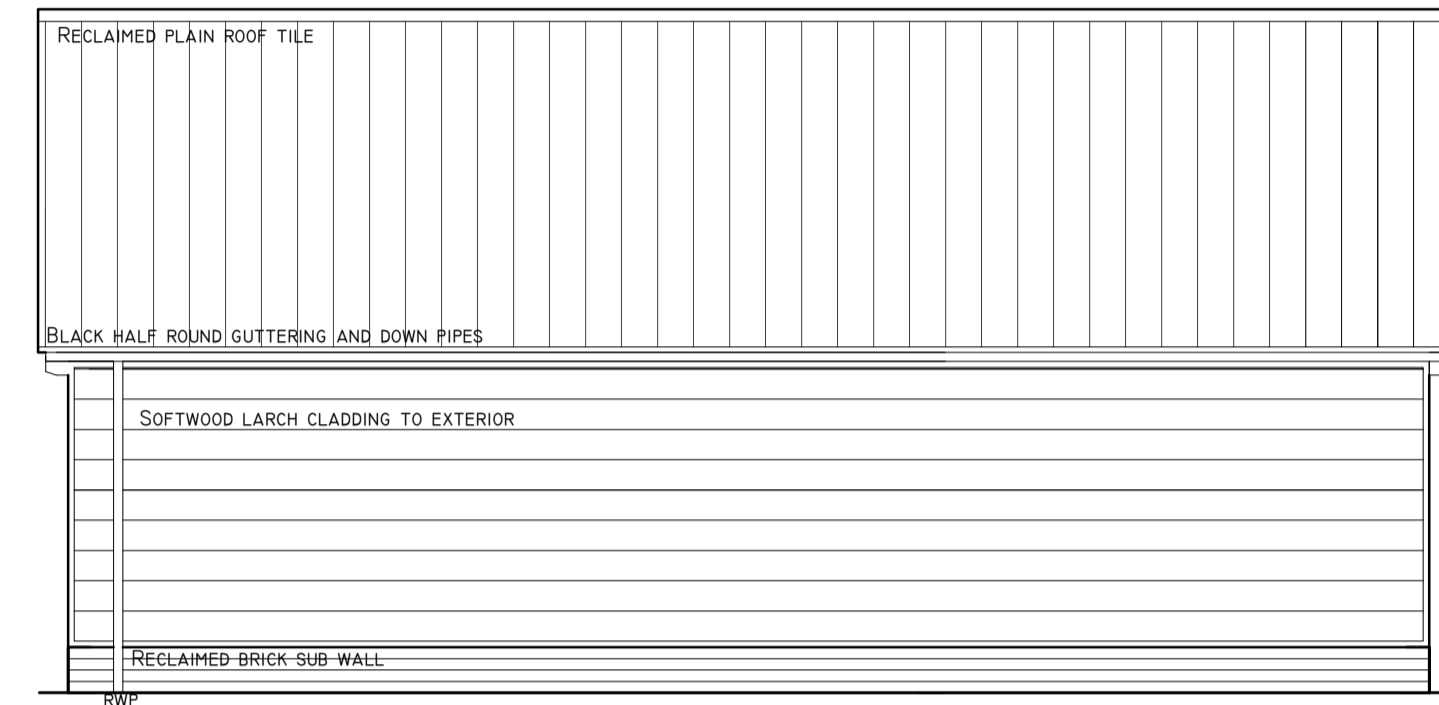 RECLAIMED PLAIN ROOF TILE
BLACK HALF ROUND GUTTERING AND DOWN PIPES
SOFTWOOD LARCH CLADDING TO EXTERIOR
RECLAIMED BRICK SUB WALL
RWP